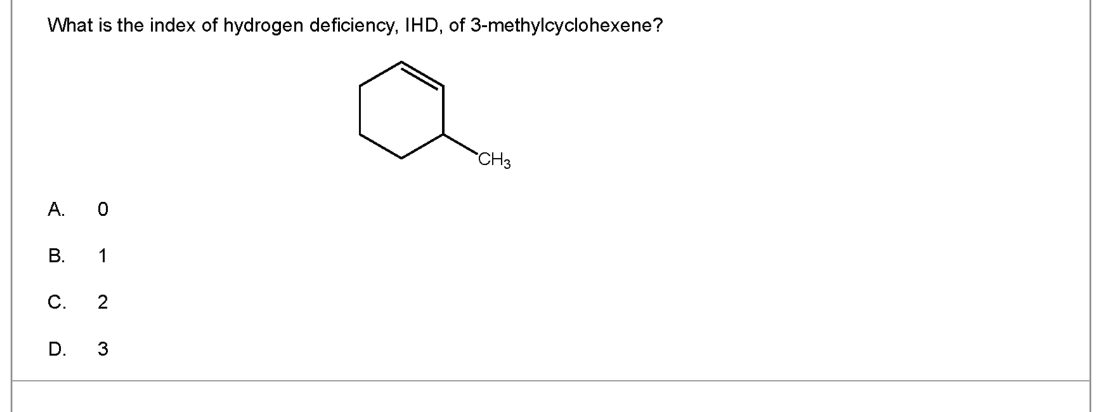 What is the index of hydrogen deficiency, IHD, of 3-methylcyclohexene?
CH₃
A. 0
B. 1
C. 2
D. 3